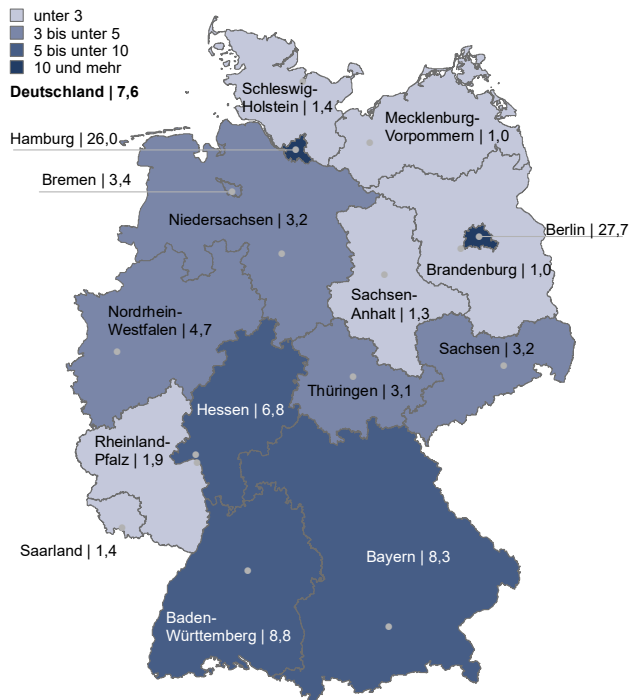 unter 3
3 bis unter 5
5 bis unter 10
10 und mehr
Deutschland | 7,6
Schleswig-
Holstein | 1,4
Mecklenburg-
Vorpommern | 1,0
Hamburg | 26,0
Bremen | 3,4
Niedersachsen | 3,2
Berlin | 27,7
Brandenburg | 1,0
Sachsen-
Anhalt | 1,3
Nordrhein-
Westfalen | 4,7
Sachsen | 3,2
Thüringen | 3,1
Hessen | 6,8
Rheinland-
Pfalz | 1,9
Saarland | 1,4
Bayern | 8,3
Baden-
Württemberg | 8,8